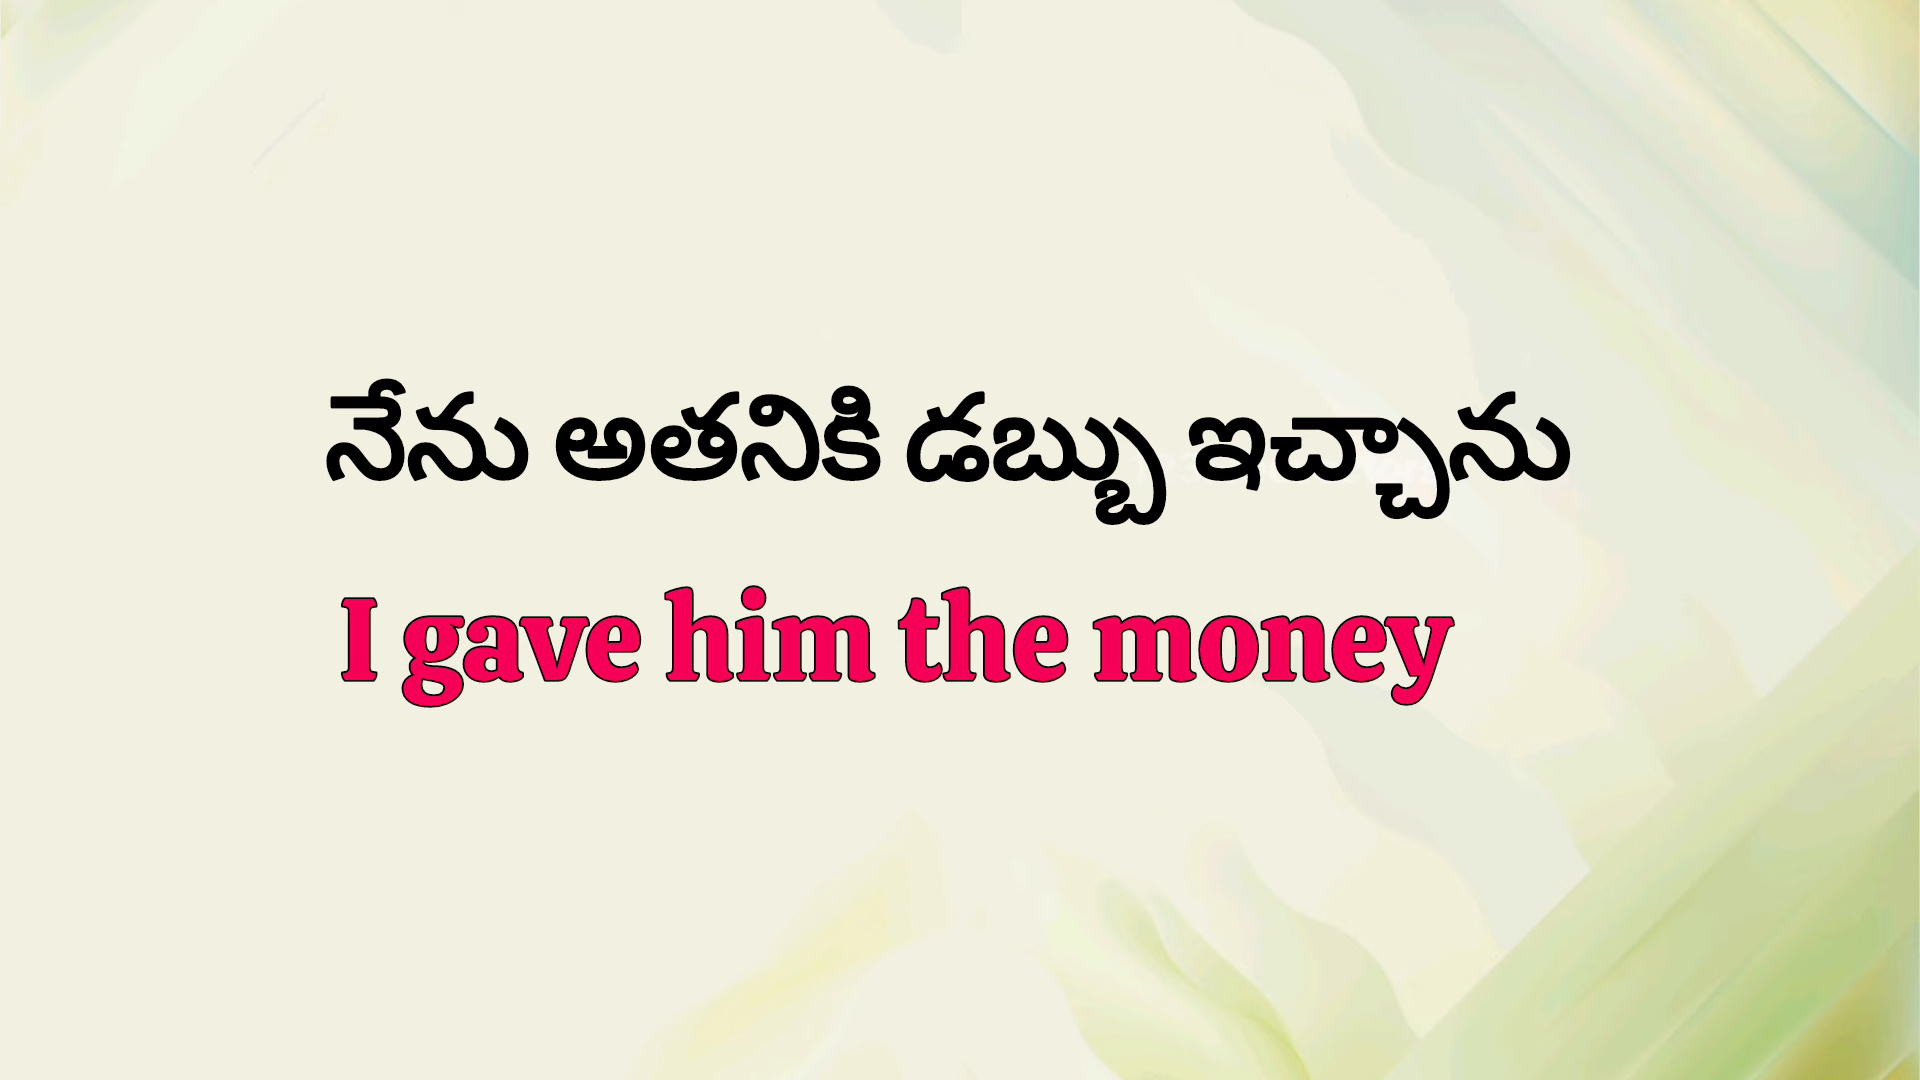 నేను అతనికి డబ్బు ఇచ్చాను
I gave him the money